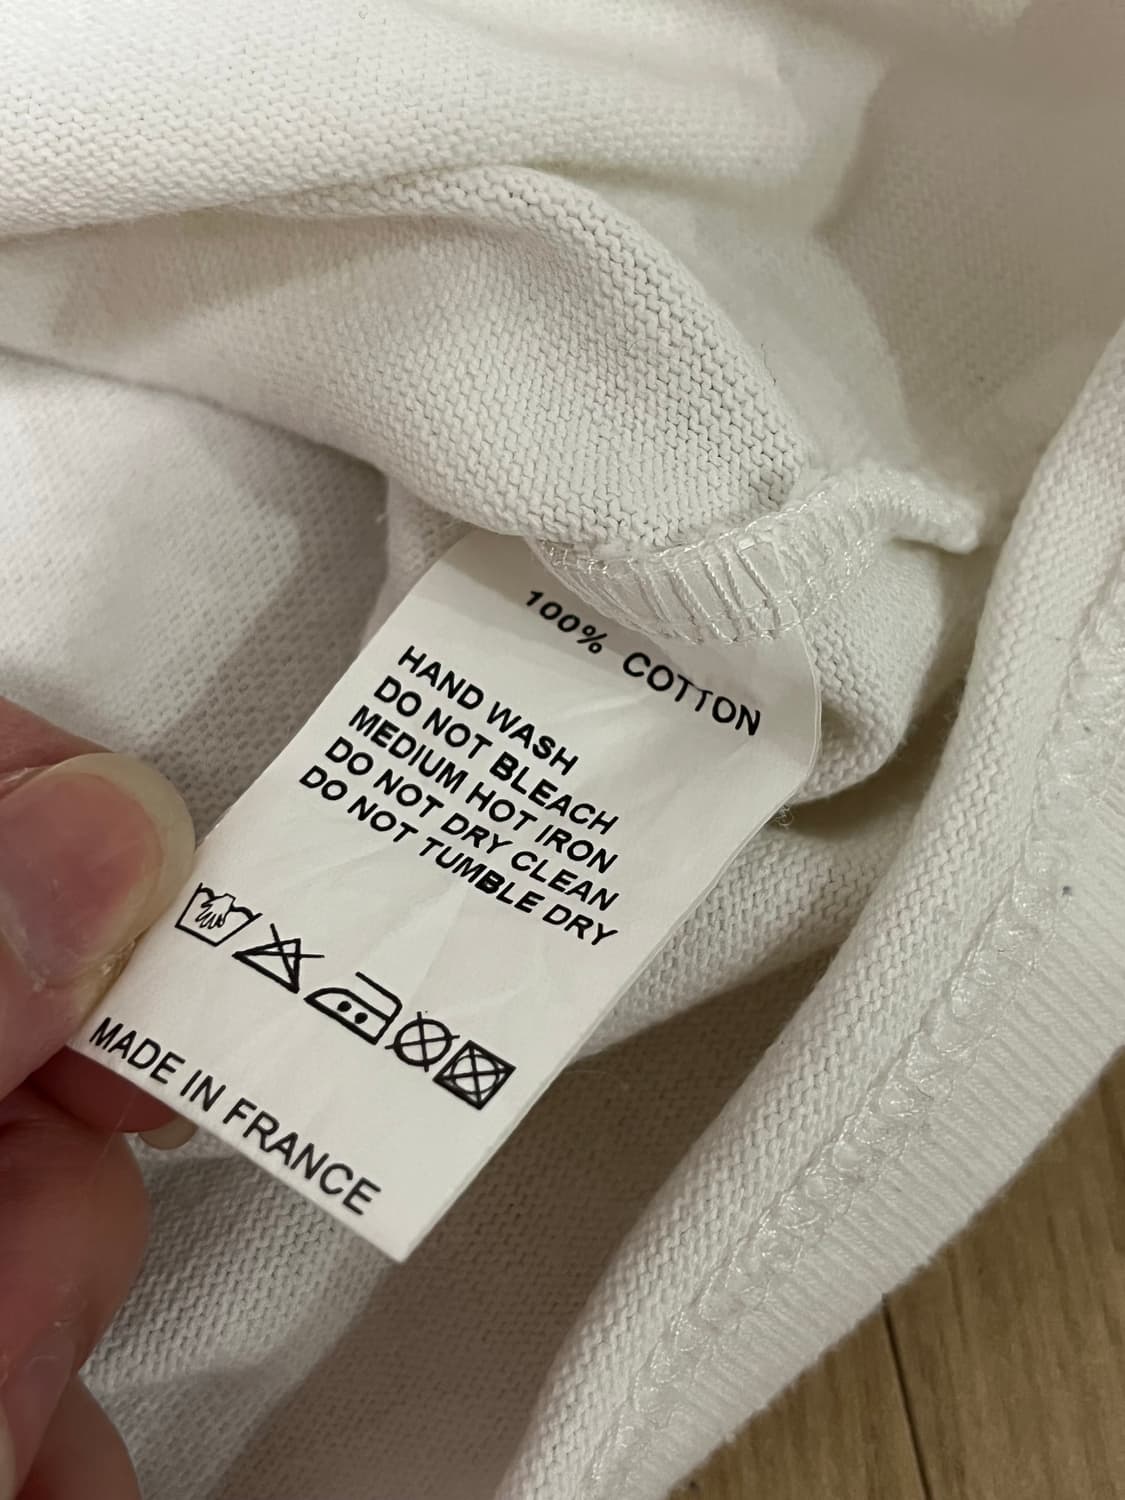 100% COTTON
HAND WASH
DO NOT BLEACH
MEDIUM HOT IRON
DO NOT DRY CLEAN
DO NOT TUMBLE DRY
MADE IN FRANCE